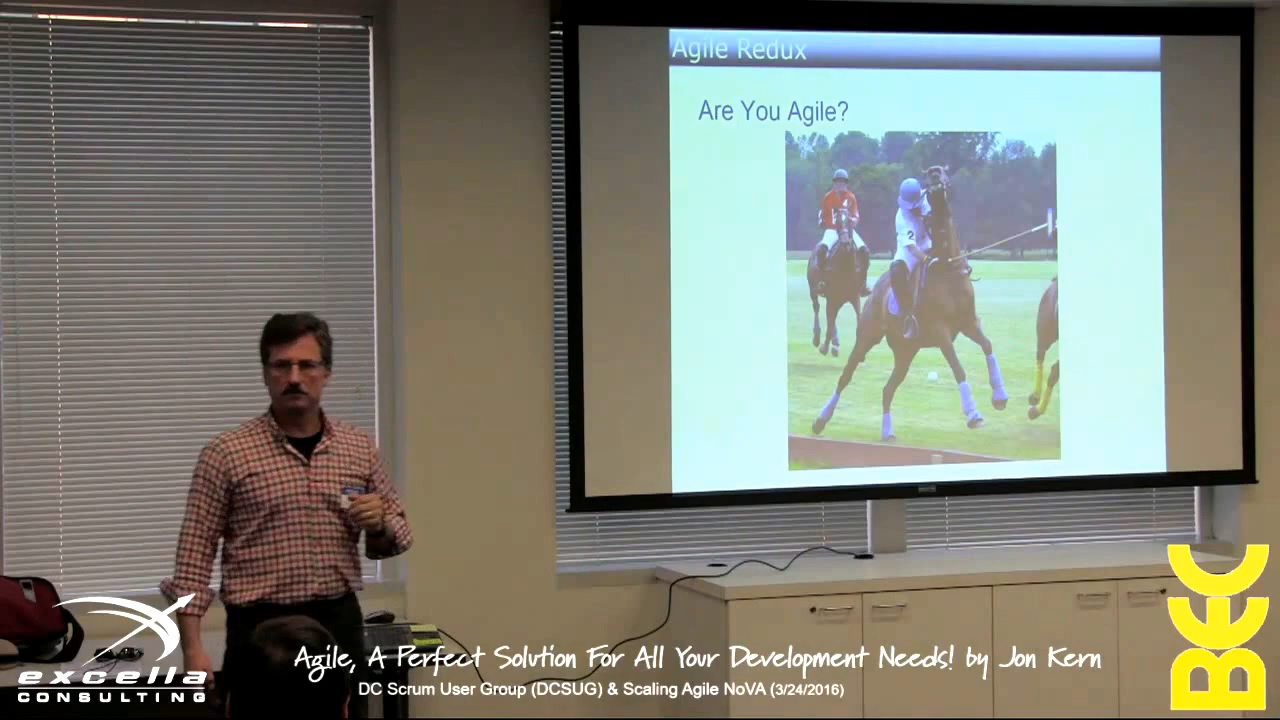 Agile Redux
Are You Agile?
2
excella
CONSULTING
Agile, A Perfect Solution For All Your Development Needs! by Jon Kern
DC Scrum User Group (DCSUG) & Scaling Agile NoVA (3/24/2016)
BEC